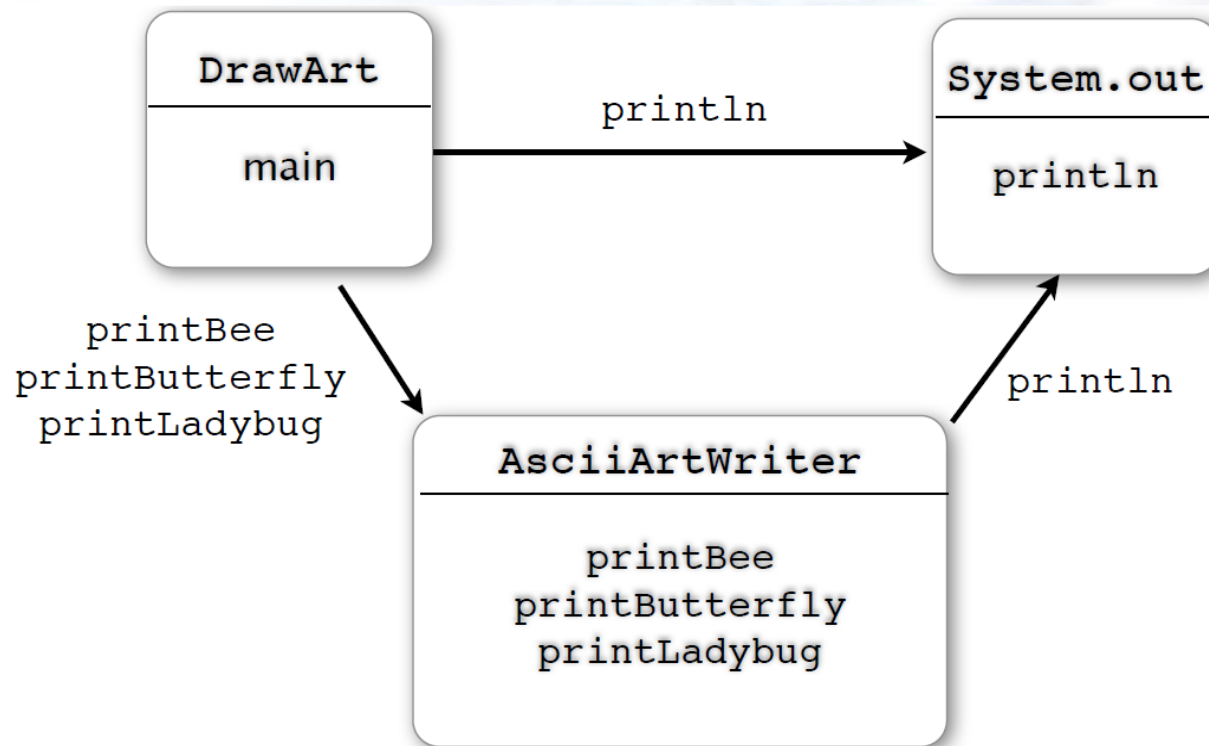 DrawArt
main
println
System.out
println
printBee
printButterfly
printLadybug
println
AsciiArtWriter
printBee
printButterfly
printLadybug